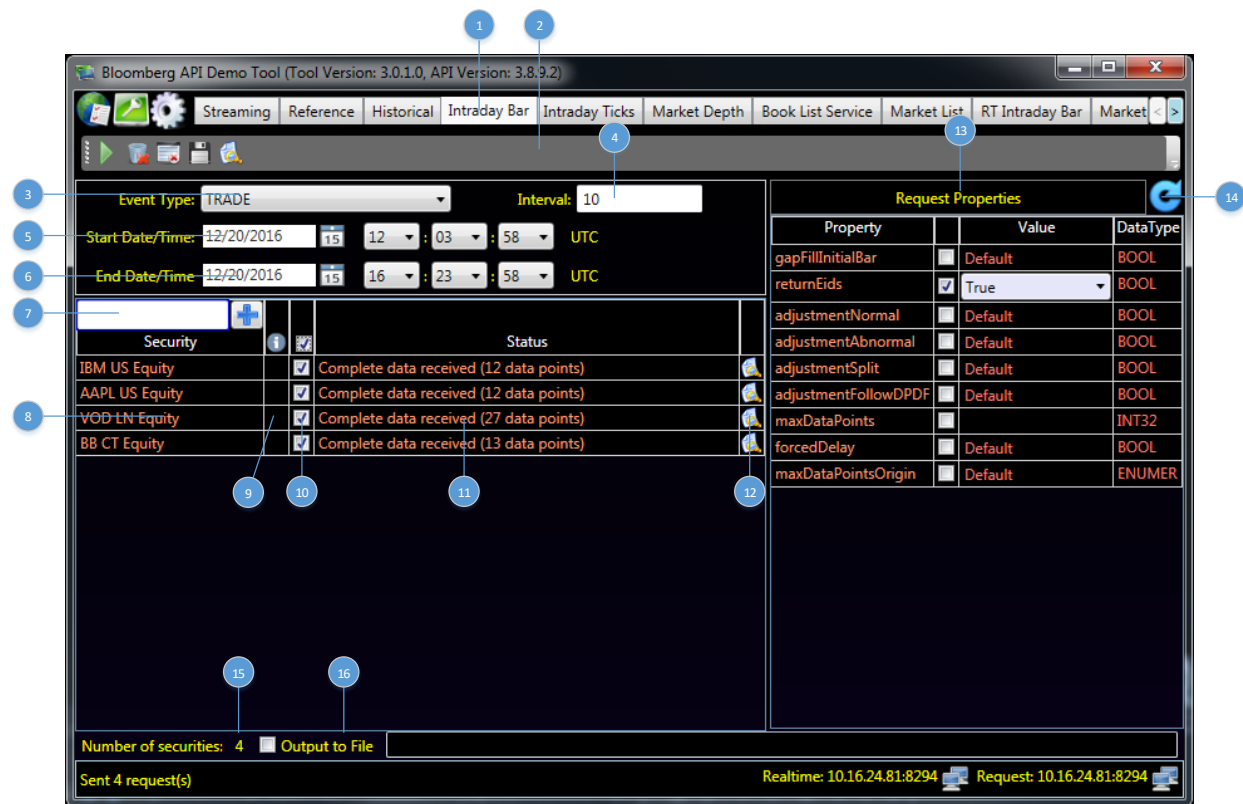 1 2
Bloomberg API Demo Tool (Tool Version: 3.0.1.0, API Version: 3.8.9.2)
Streaming Reference Historical Intraday Bar Intraday Ticks Market Depth Book List Service Market List RT Intraday Bar Market < >
4 13
3 Event Type: TRADE Interval: 10
Request Properties 14
5 Start Date/Time: 12/20/2016 15 12 : 03 : 58 UTC
6 End Date/Time 12/20/2016 15 16 : 23 : 58 UTC
7
Security Status
IBM US Equity Complete data received (12 data points)
AAPL US Equity Complete data received (12 data points)
8 VOD LN Equity Complete data received (27 data points)
BB CT Equity Complete data received (13 data points)
9 10 11 12
Property Value DataType
gapFillInitialBar Default BOOL
returnEids True BOOL
adjustmentNormal Default BOOL
adjustmentAbnormal Default BOOL
adjustmentSplit Default BOOL
adjustmentFollowDPDF Default BOOL
maxDataPoints INT32
forcedDelay Default BOOL
maxDataPointsOrigin Default ENUMER
15 16
Number of securities: 4 Output to File
Sent 4 request(s) Realtime: 10.16.24.81:8294 Request: 10.16.24.81:8294